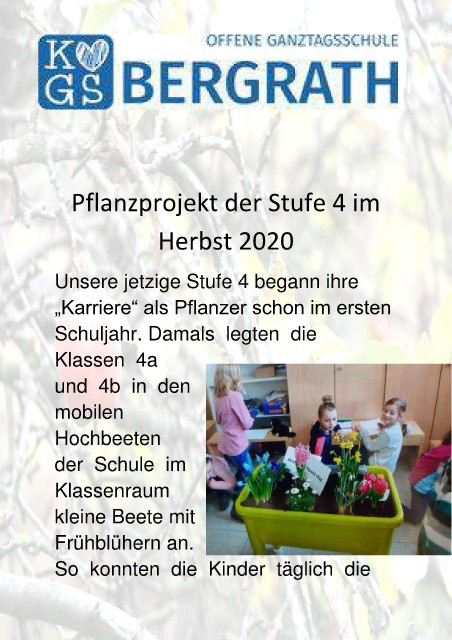 OFFENE GANZTAGSSCHULE
K GS
BERGRATH
Pflanzprojekt der Stufe 4 im
Herbst 2020
Unsere jetzige Stufe 4 begann ihre
„Karriere“ als Pflanzer schon im ersten
Schuljahr. Damals legten die
Klassen 4a
und 4b in den
mobilen
Hochbeeten
der Schule im
Klassenraum
kleine Beete mit
Frühblühern an.
So konnten die Kinder täglich die